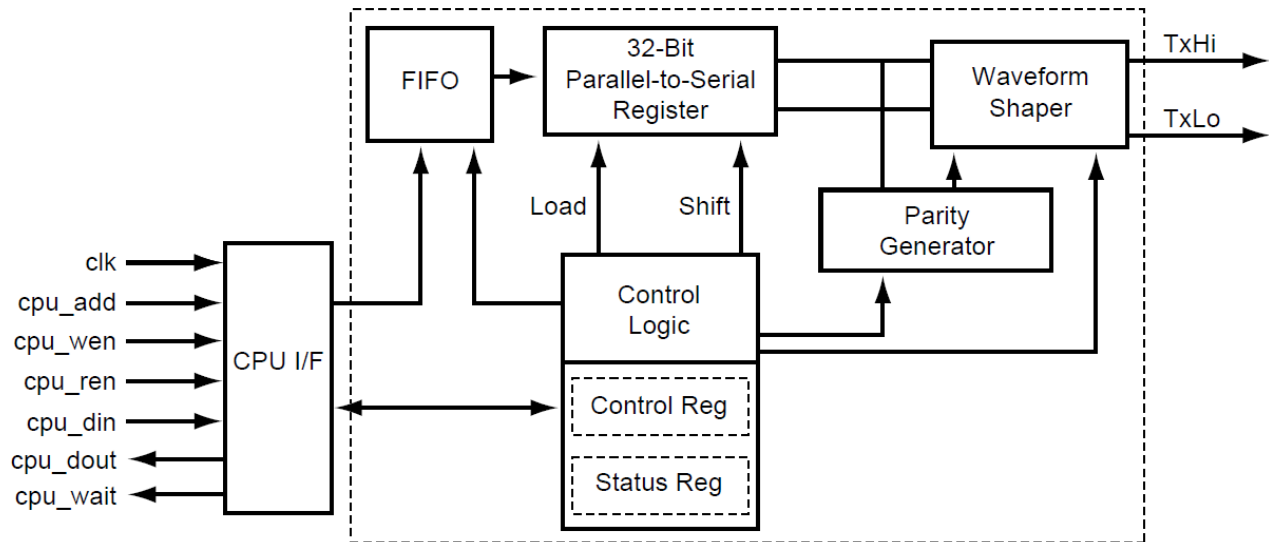 FIFO
32-Bit
Parallel-to-Serial
Register
Waveform
Shaper
TxHi
TxLo
Load
Shift
Parity
Generator
clk
cpu_add
cpu_wen
cpu_ren
cpu_din
cpu_dout
cpu_wait
CPU I/F
Control
Logic
Control Reg
Status Reg